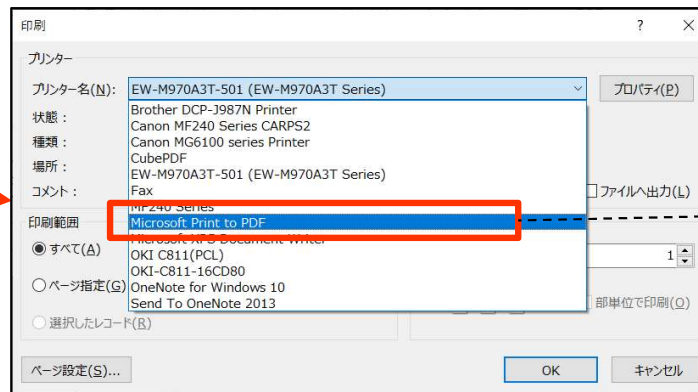 印刷
プリンター
プリンター名(N): EW-M970A3T-501 (EW-M970A3T Series) プロパティ(P)
状態：
種類：
場所：
コメント：
Brother DCP-J987N Printer
Canon MF240 Series CARPS2
Canon MG6100 series Printer
CubePDF
EW-M970A3T-501 (EW-M970A3T Series)
Fax
MF240 Series
Microsoft Print to PDF
Microsoft XPS Document Writer
OKI C811(PCL)
OKI-C811-16CD80
OneNote for Windows 10
Send To OneNote 2013
ファイルへ出力(L)
印刷範囲
すべて(A)
ページ指定(G)
選択したレコード(R)
1
部単位で印刷(O)
ページ設定(S)...
OK
キャンセル